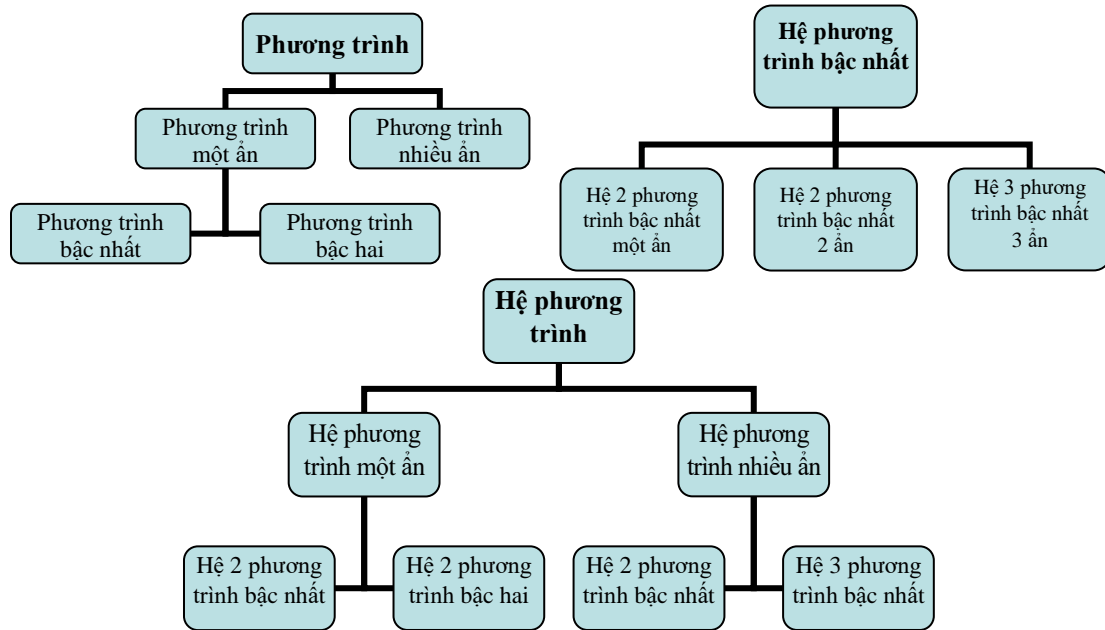 Phương trình
Phương trình
một ẩn
Phương trình
nhiều ẩn
Phương trình
bậc nhất
Phương trình
bậc hai
Hệ phương
trình bậc nhất
Hệ 2 phương
trình bậc nhất
một ẩn
Hệ 2 phương
trình bậc nhất
2 ẩn
Hệ 3 phương
trình bậc nhất
3 ẩn
Hệ phương
trình
Hệ phương
trình một ẩn
Hệ phương
trình nhiều ẩn
Hệ 2 phương
trình bậc nhất
Hệ 2 phương
trình bậc hai
Hệ 2 phương
trình bậc nhất
Hệ 3 phương
trình bậc nhất